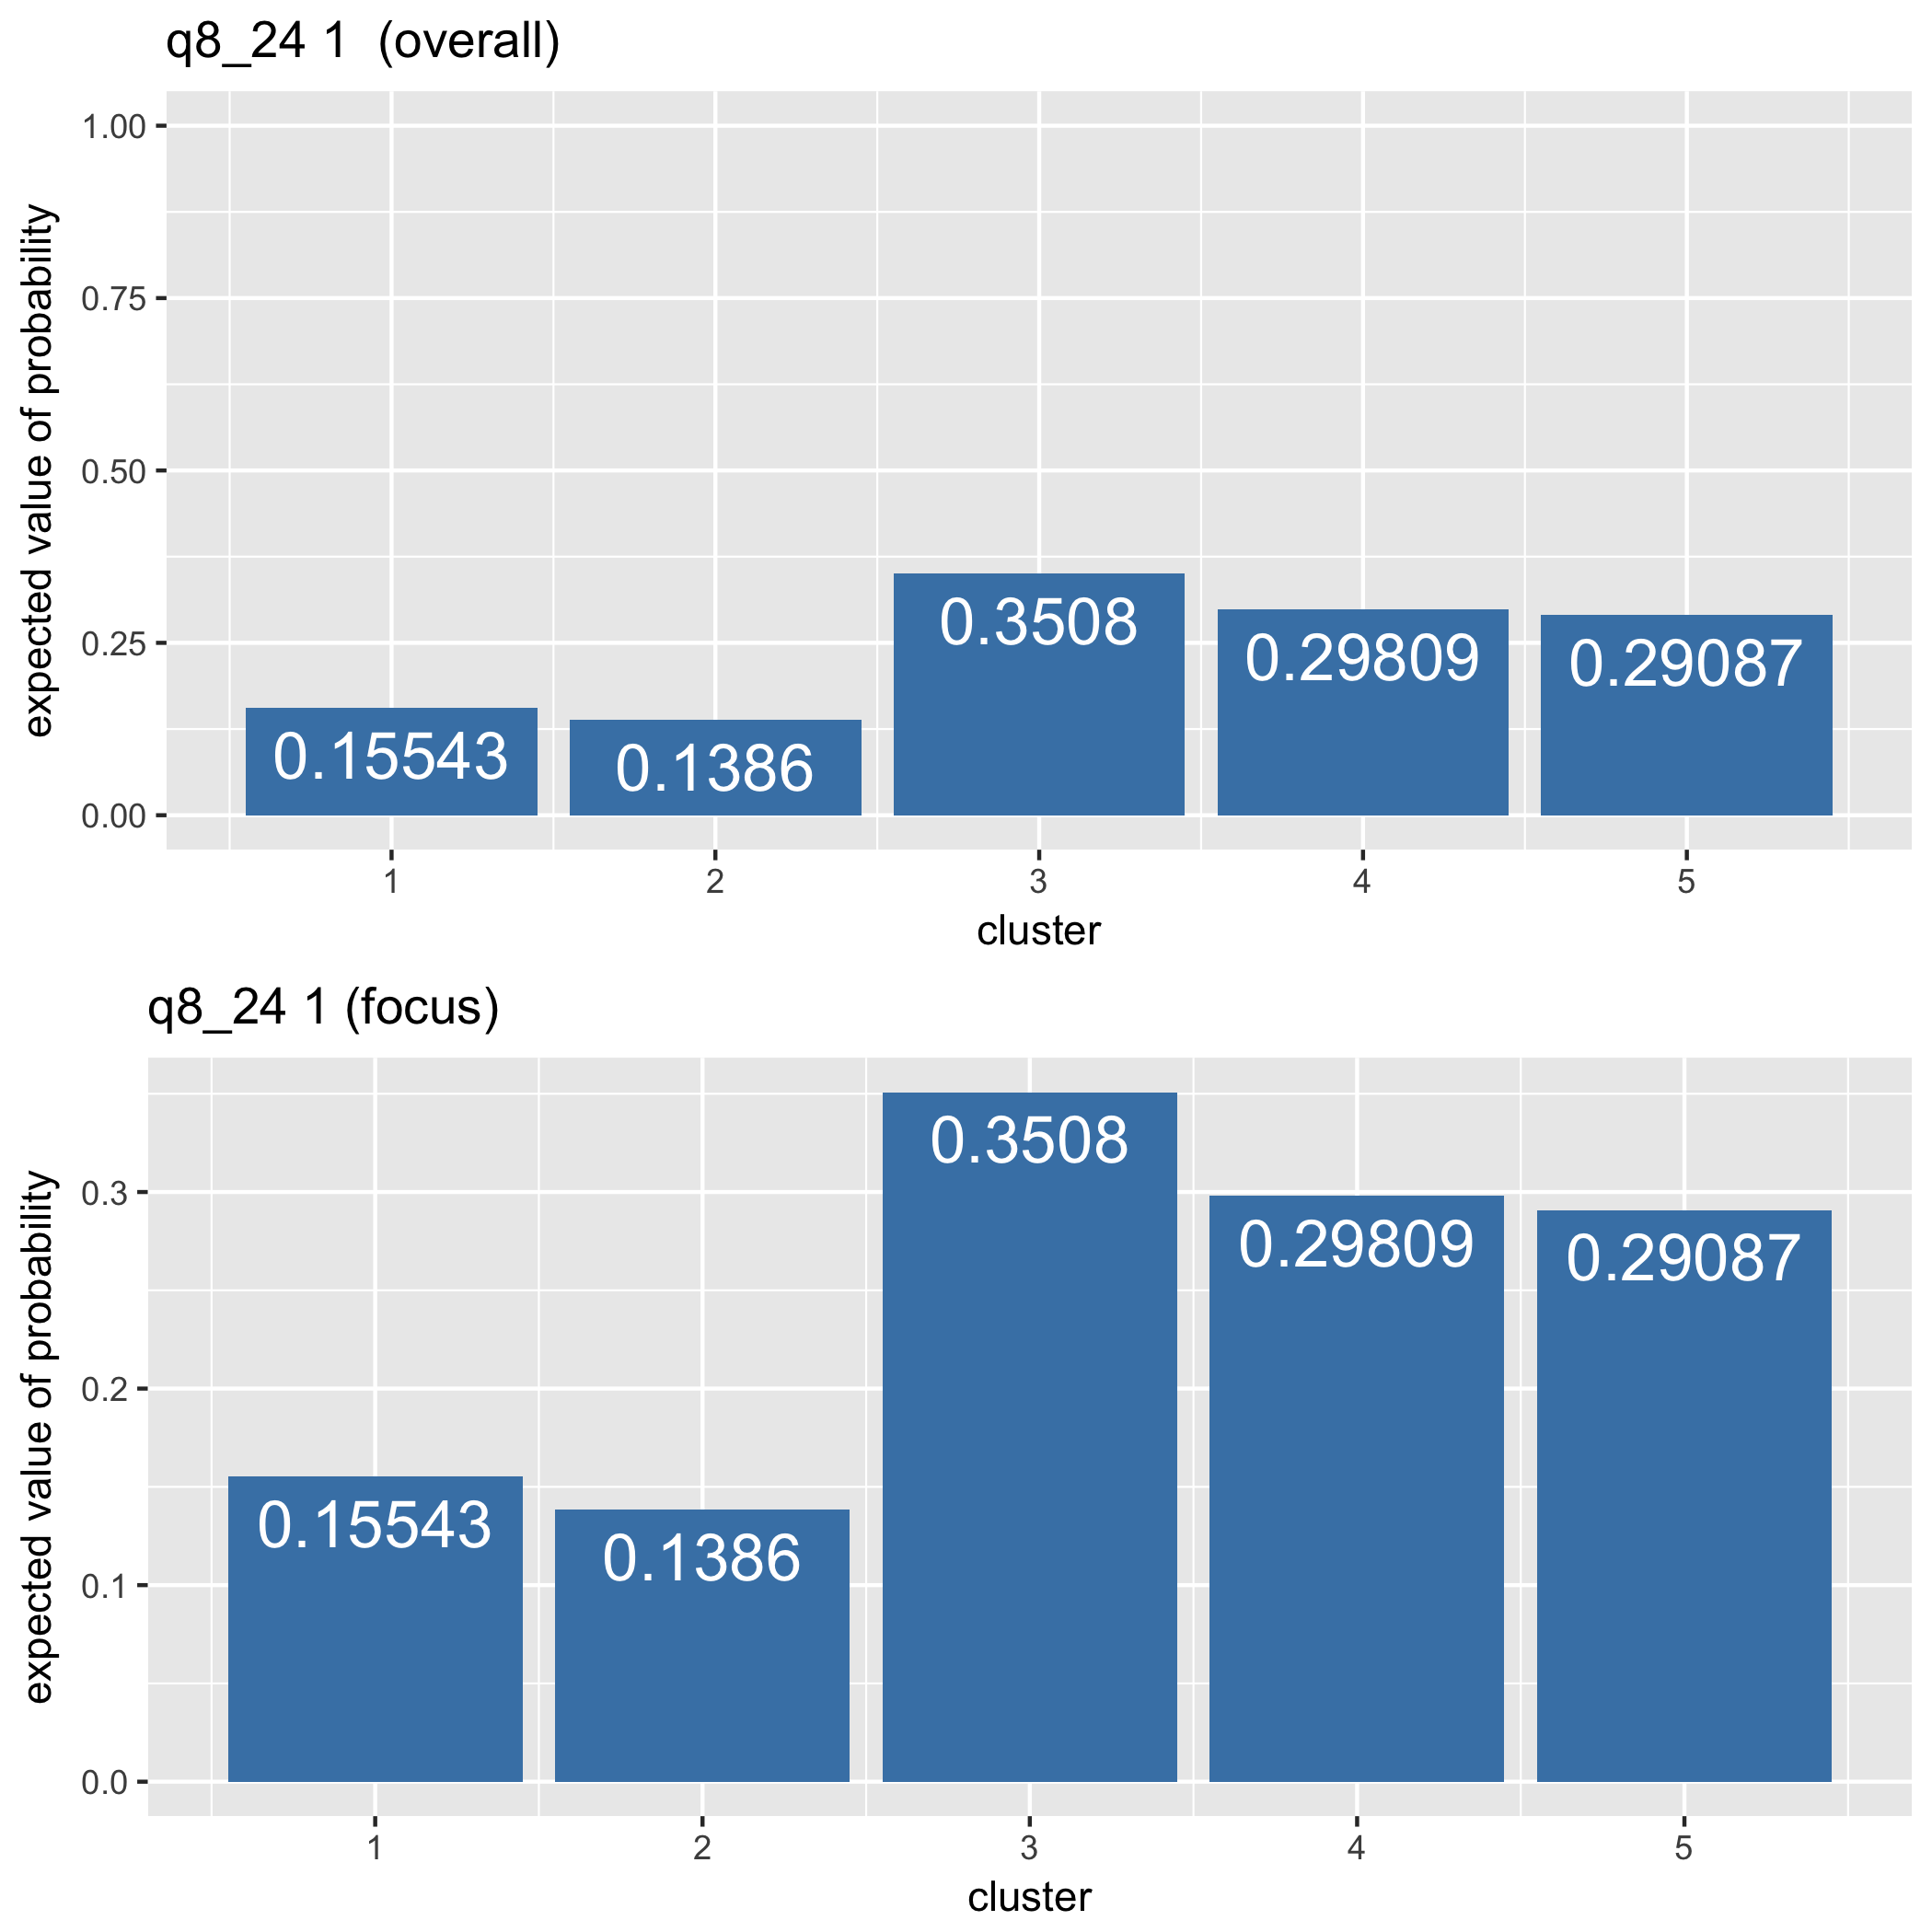 q8_24 1  (overall)
expected value of probability
1.00
0.75
0.50
0.25
0.00
0.15543
0.1386
0.3508
0.29809
0.29087
1 2 3 4 5
cluster
q8_24 1 (focus)
expected value of probability
0.3
0.2
0.1
0.0
0.15543
0.1386
0.3508
0.29809
0.29087
1 2 3 4 5
cluster